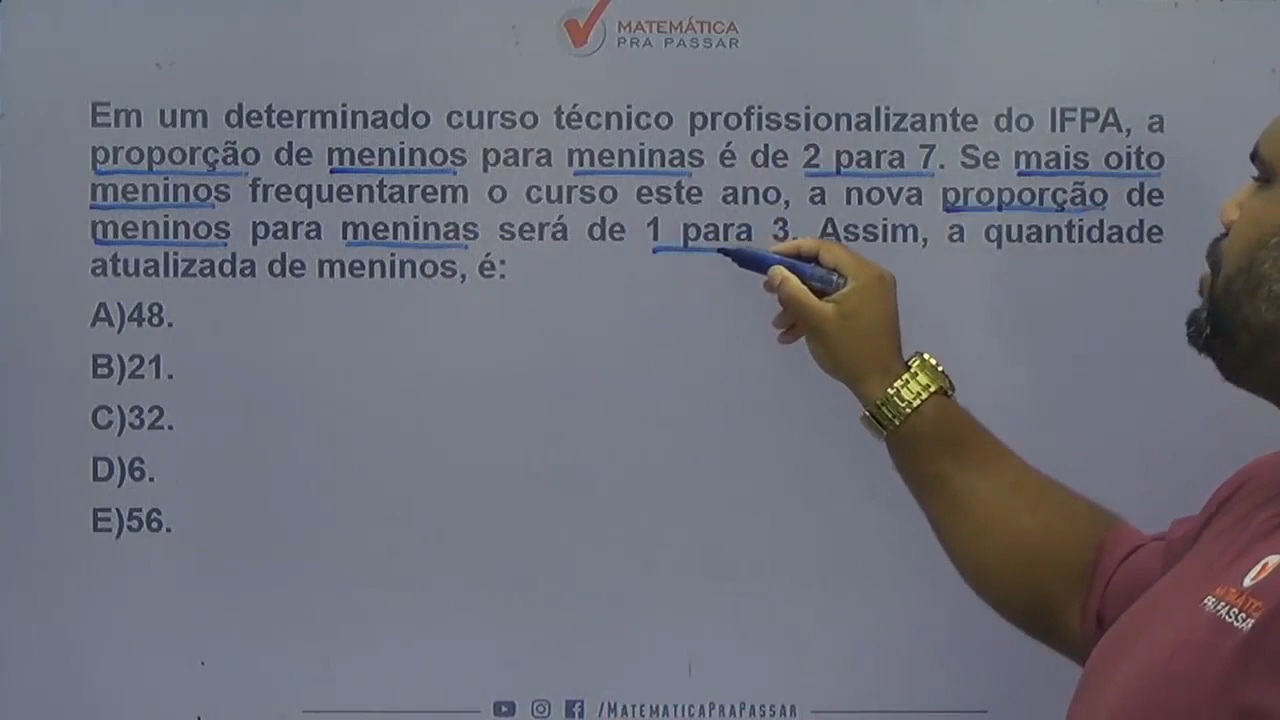 MATEMÁTICA
PRA PASSAR
Em um determinado curso técnico profissionalizante do IFPA, a
proporção de meninos para meninas é de 2 para 7. Se mais oito
meninos frequentarem o curso este ano, a nova proporção de
meninos para meninas será de 1 para 3. Assim, a quantidade
atualizada de meninos, é:
A)48.
B)21.
C)32.
D)6.
E)56.
MATEMÁTICA
PRA PASSAR
/MATEMATICAPRAPASSAR